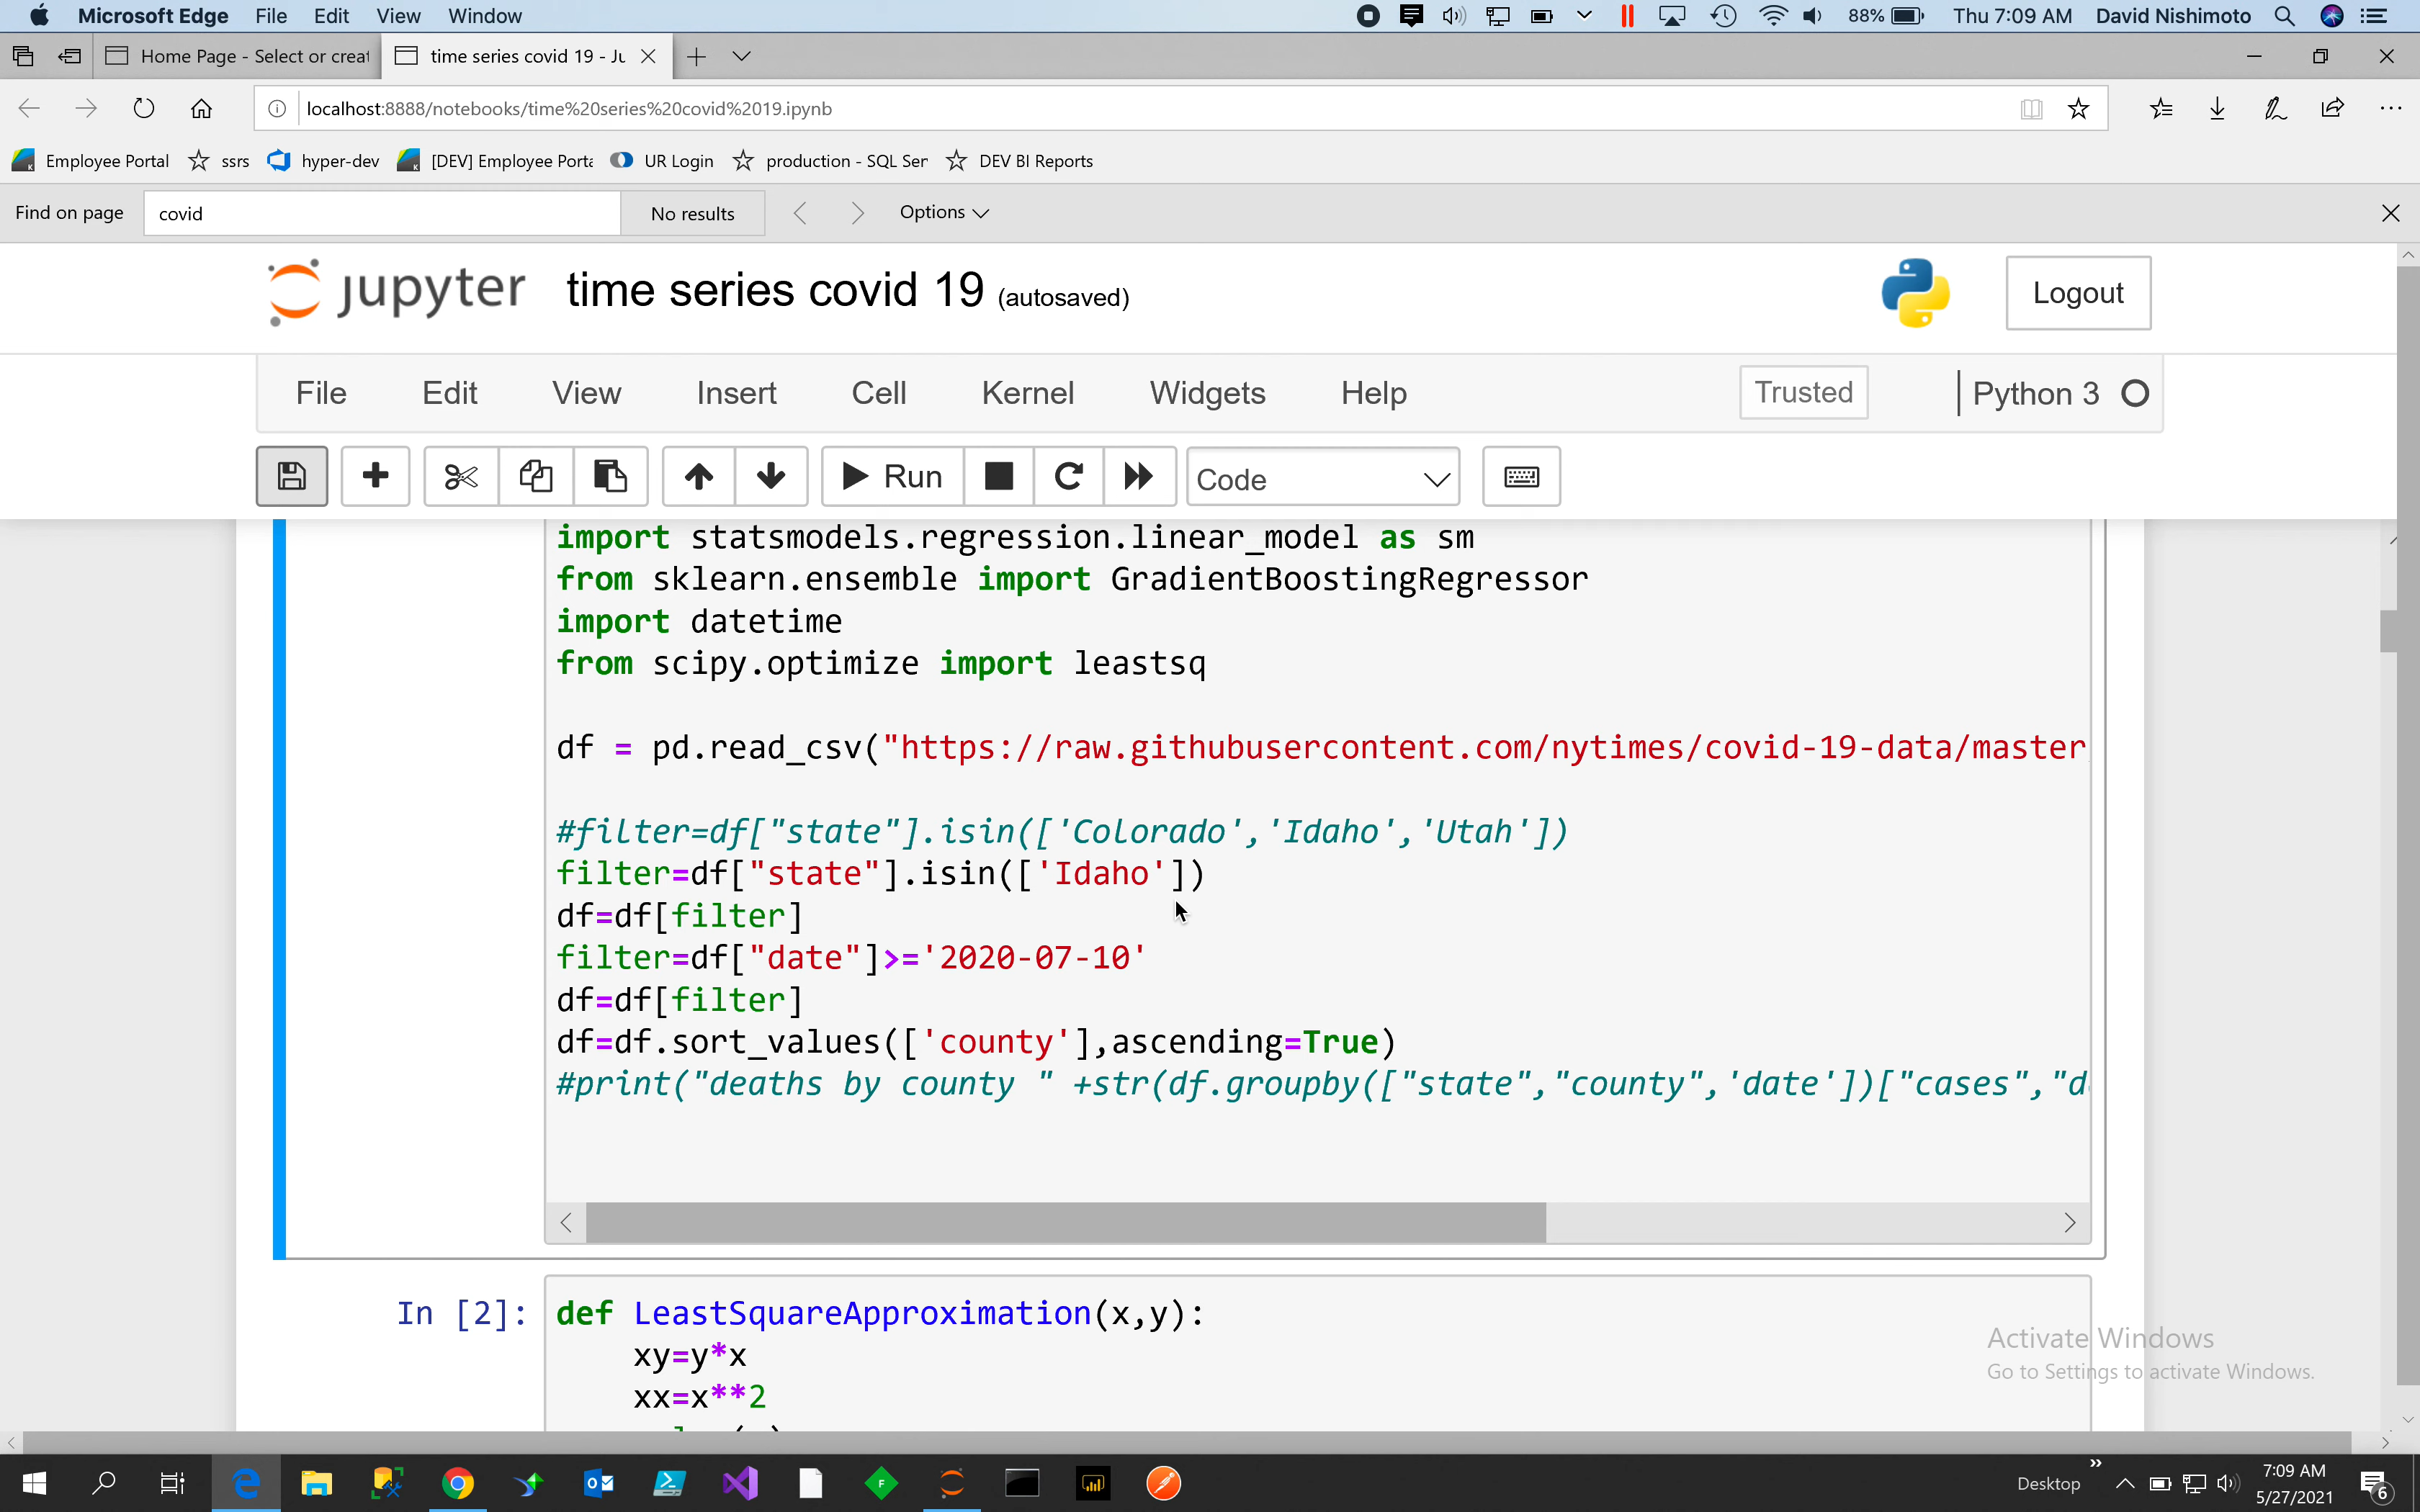 Microsoft Edge File Edit View Window 88% Thu 7:09 AM David Nishimoto
Home Page - Select or creat time series covid 19 - Ju
localhost:8888/notebooks/time%20series%20covid%2019.ipynb
Employee Portal ssrs hyper-dev [DEV] Employee Porta UR Login production - SQL Ser DEV BI Reports
Find on page covid No results Options
jupyter time series covid 19 (autosaved) Logout
File Edit View Insert Cell Kernel Widgets Help Trusted Python 3
Run Code
import statsmodels.regression.linear_model as sm
from sklearn.ensemble import GradientBoostingRegressor
import datetime
from scipy.optimize import leastsq
df = pd.read_csv("https://raw.githubusercontent.com/nytimes/covid-19-data/master
#filter=df["state"].isin(['Colorado','Idaho','Utah'])
filter=df["state"].isin(['Idaho'])
df=df[filter]
filter=df["date"]>='2020-07-10'
df=df[filter]
df=df.sort_values(['county'],ascending=True)
#print("deaths by county " +str(df.groupby(["state","county",'date'])["cases","d
In [2]: def LeastSquareApproximation(x,y):
xy=y*x
xx=x**2
Activate Windows
Go to Settings to activate Windows.
Desktop 7:09 AM
5/27/2021 6